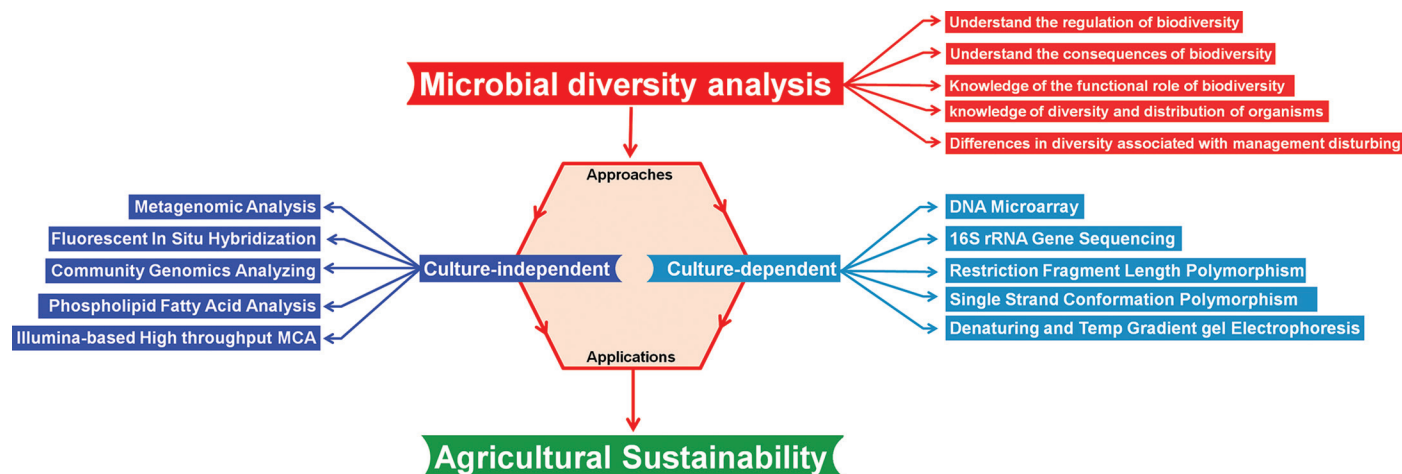 Understand the regulation of biodiversity
Understand the consequences of biodiversity
Microbial diversity analysis
Knowledge of the functional role of biodiversity
knowledge of diversity and distribution of organisms
Differences in diversity associated with management disturbing
Approaches
Metagenomic Analysis
Fluorescent In Situ Hybridization
Community Genomics Analyzing
Phospholipid Fatty Acid Analysis
Illumina-based High throughput MCA
Culture-independent
Culture-dependent
DNA Microarray
16S rRNA Gene Sequencing
Restriction Fragment Length Polymorphism
Single Strand Conformation Polymorphism
Denaturing and Temp Gradient gel Electrophoresis
Applications
Agricultural Sustainability